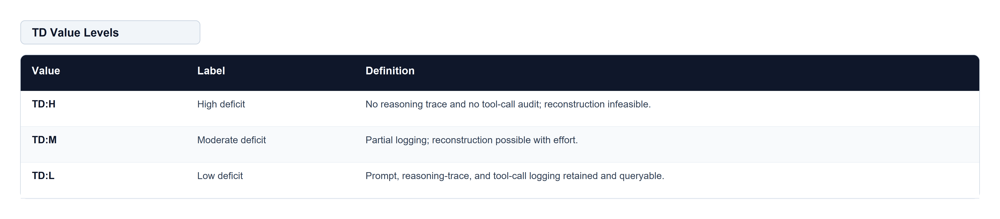 TD Value Levels
Value Label Definition
TD:H High deficit No reasoning trace and no tool-call audit; reconstruction infeasible.
TD:M Moderate deficit Partial logging; reconstruction possible with effort.
TD:L Low deficit Prompt, reasoning-trace, and tool-call logging retained and queryable.